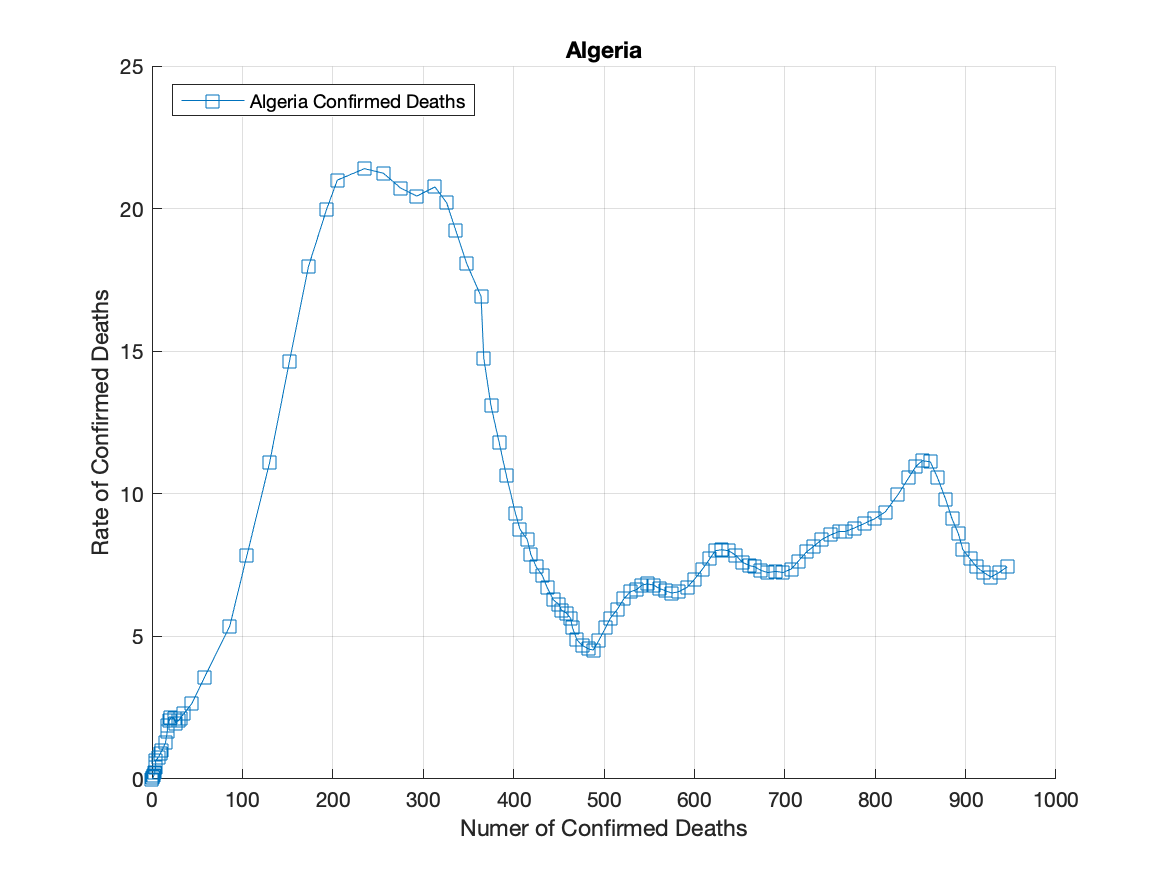 Algeria
Algeria Confirmed Deaths
Rate of Confirmed Deaths
25
20
15
10
5
0
0 100 200 300 400 500 600 700 800 900 1000
Numer of Confirmed Deaths